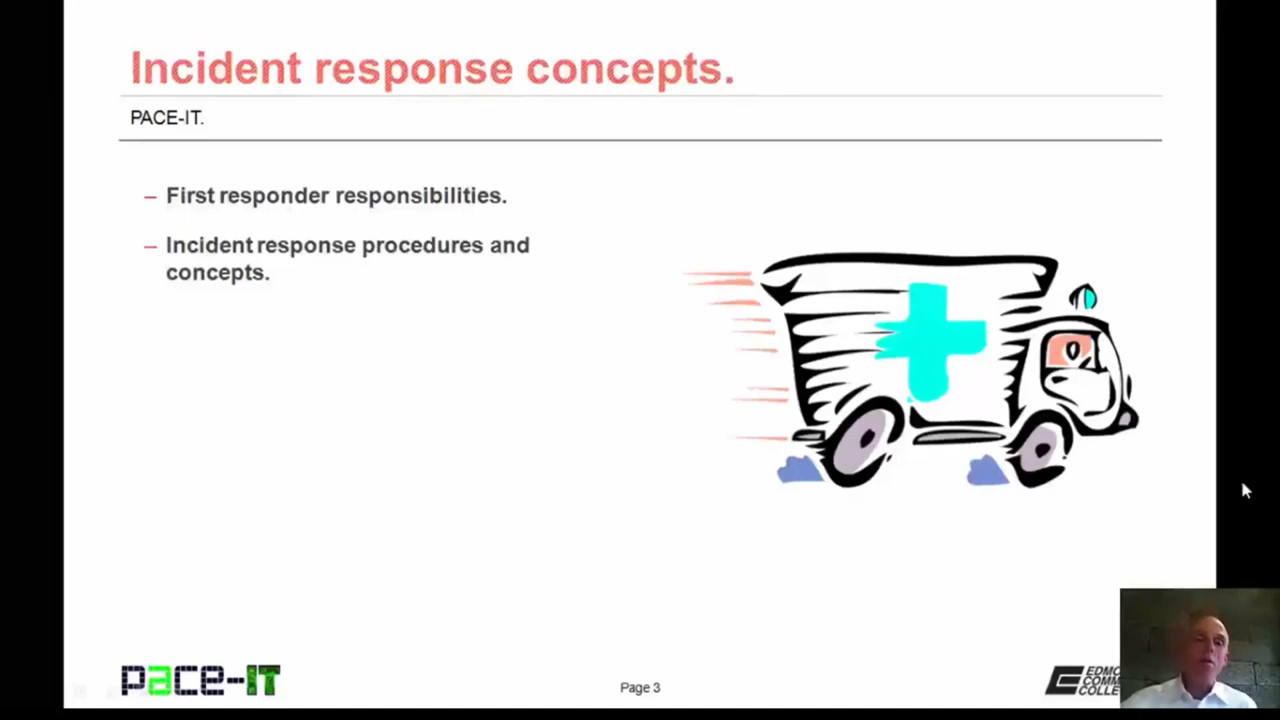 Incident response concepts.
PACE-IT.
– First responder responsibilities.
– Incident response procedures and
concepts.
pace-IT
Page 3